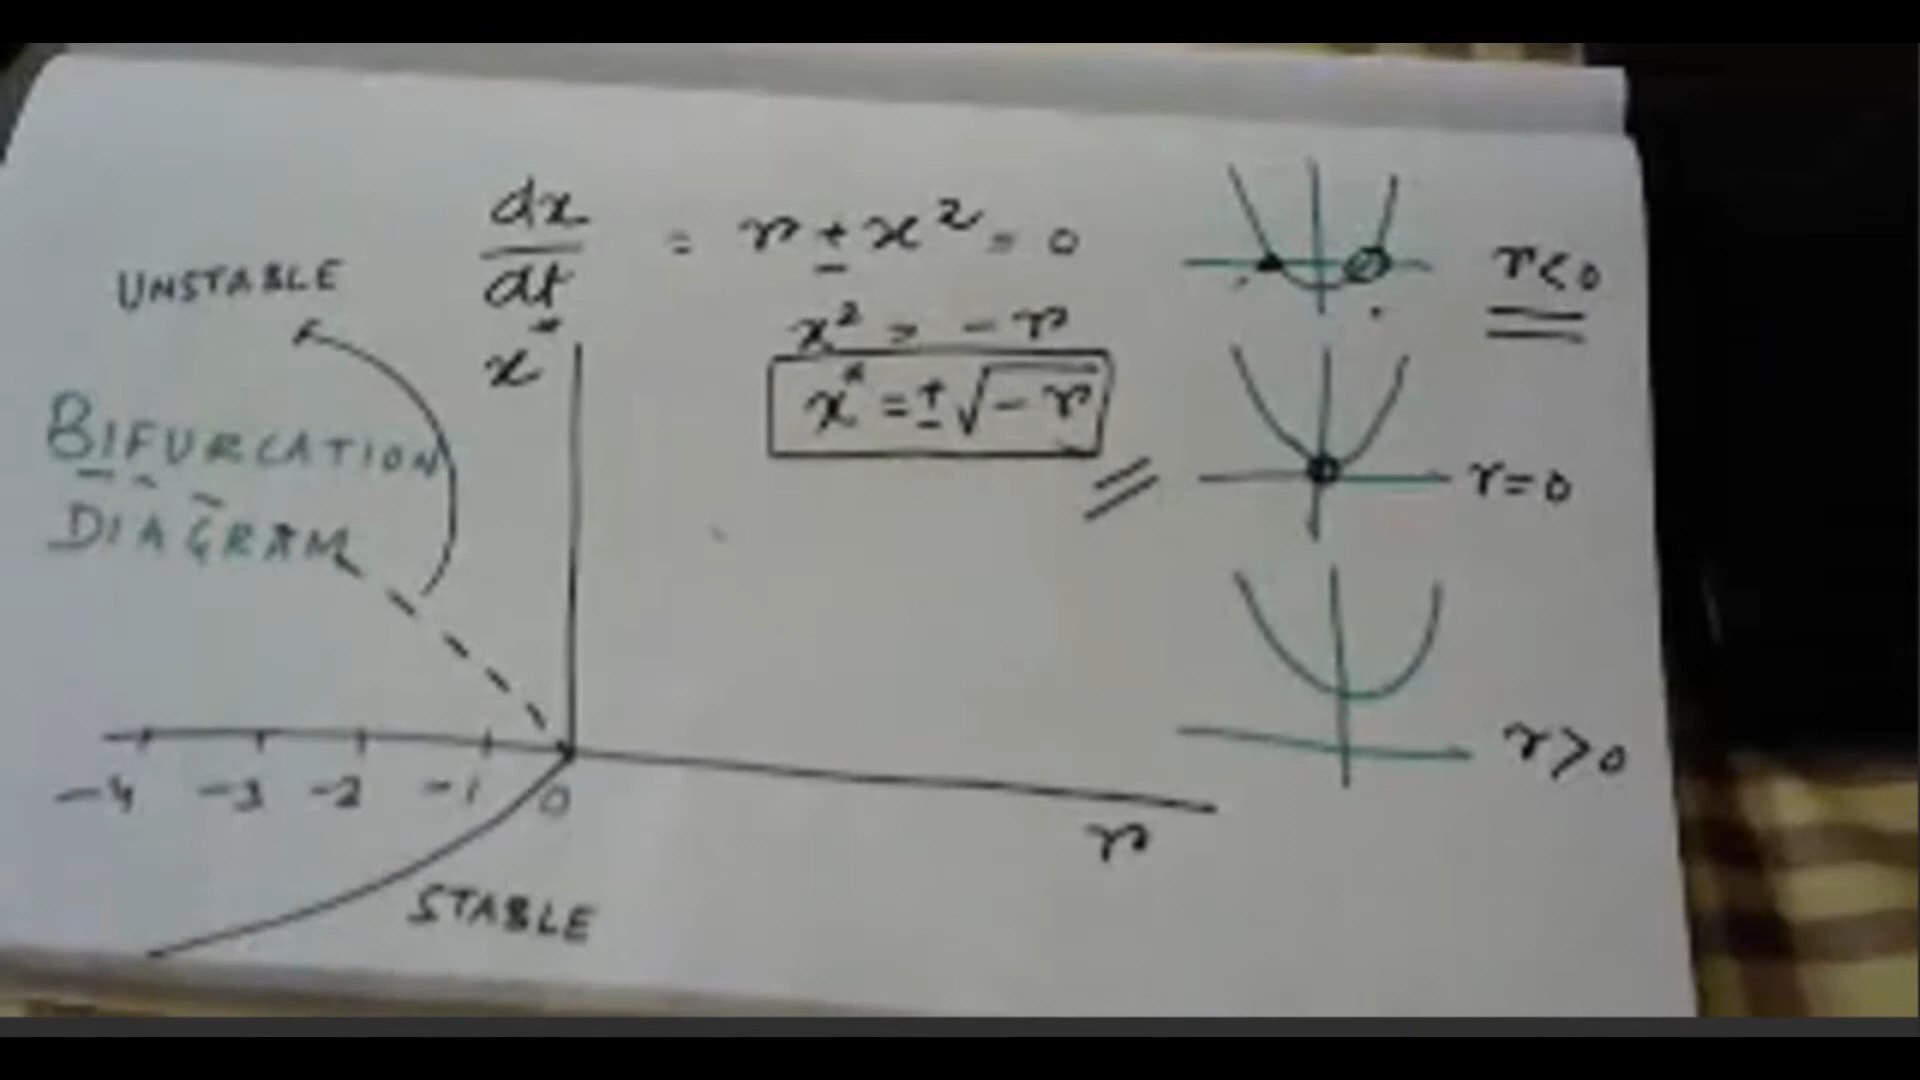 dx/dt = r + x² = 0
x² = -r
x* = ±√-r
UNSTABLE
BIFURCATION
DIAGRAM
x*
-4 -3 -2 -1 0
r
STABLE
r<0
r=0
r>0